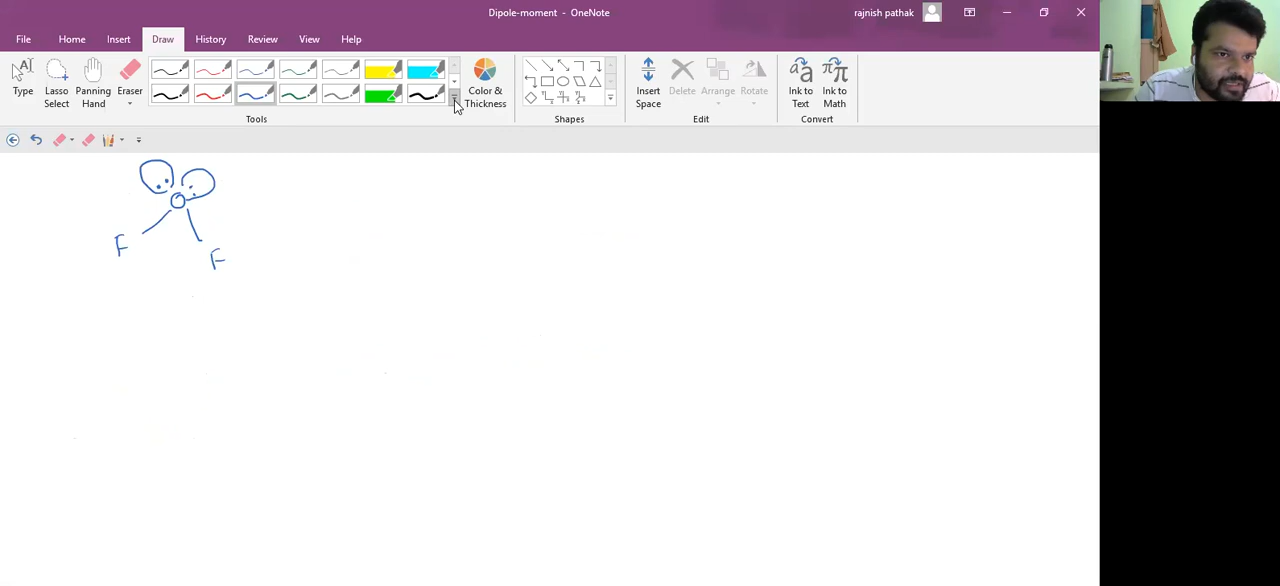 Dipole-moment - OneNote
rajnish pathak
File Home Insert Draw History Review View Help
Type
Lasso Select
Panning Hand
Eraser
Color & Thickness
Insert Space
Delete
Arrange
Rotate
Ink to Text
Ink to Math
Tools
Shapes
Edit
Convert
O
F
F